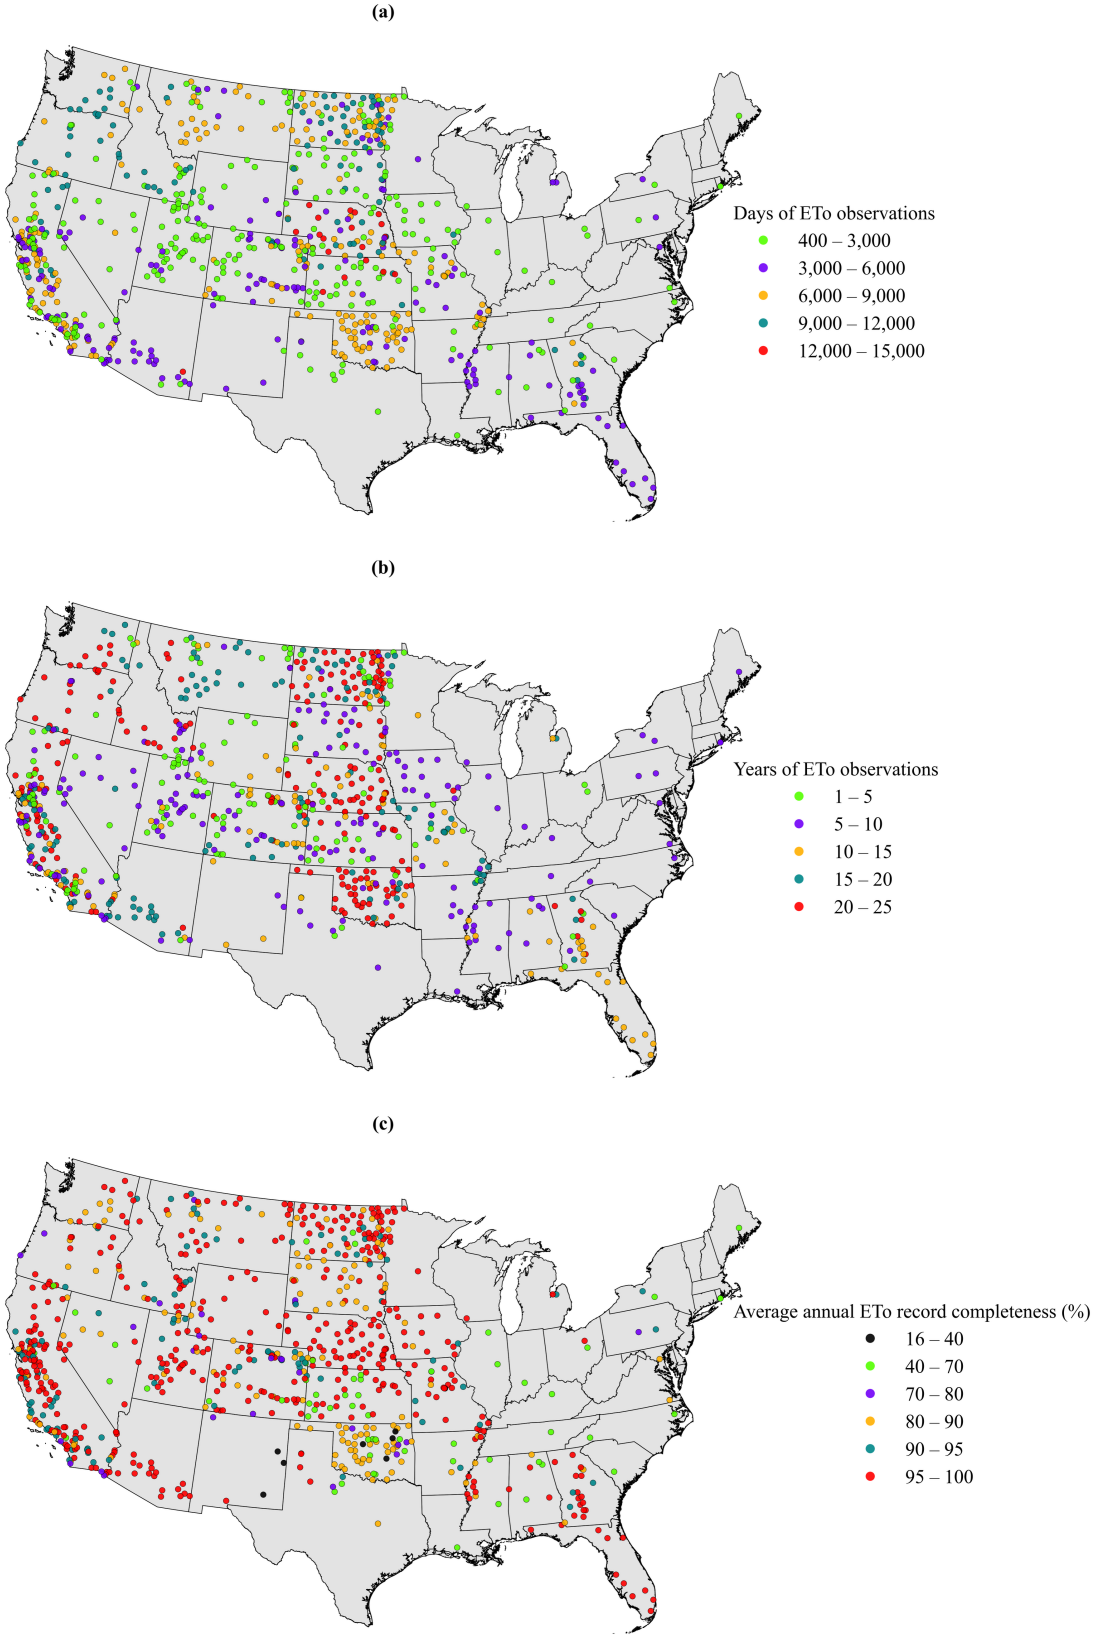 (a)
Days of ETo observations
400 – 3,000
3,000 – 6,000
6,000 – 9,000
9,000 – 12,000
12,000 – 15,000
(b)
Years of ETo observations
1 – 5
5 – 10
10 – 15
15 – 20
20 – 25
(c)
Average annual ETo record completeness (%)
16 – 40
40 – 70
70 – 80
80 – 90
90 – 95
95 – 100